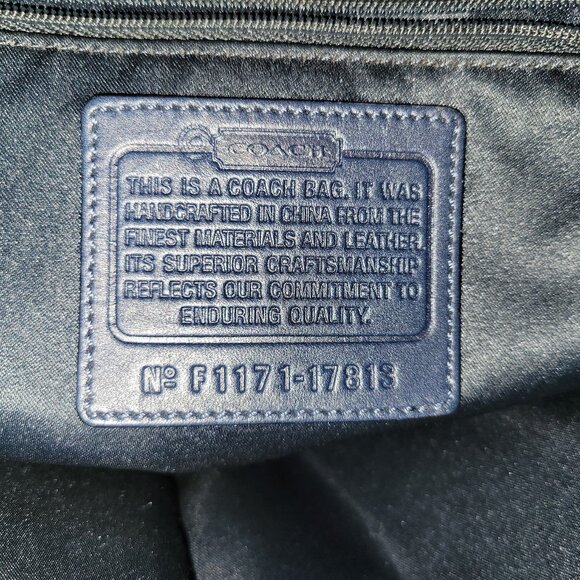 COACH
THIS IS A COACH BAG. IT WAS
HANDCRAFTED IN CHINA FROM THE
FINEST MATERIALS AND LEATHER.
ITS SUPERIOR CRAFTSMANSHIP
REFLECTS OUR COMMITMENT TO
ENDURING QUALITY.
Nº F1171-17813